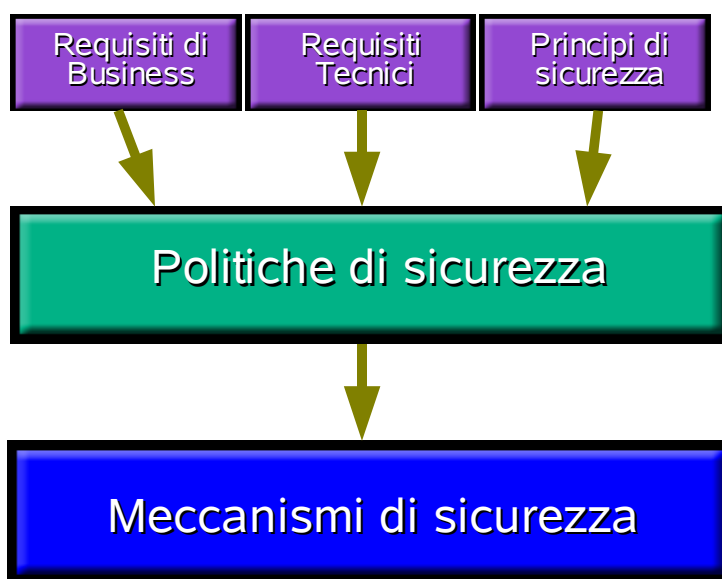 Requisiti di
Business
Requisiti
Tecnici
Principi di
sicurezza
Politiche di sicurezza
Meccanismi di sicurezza